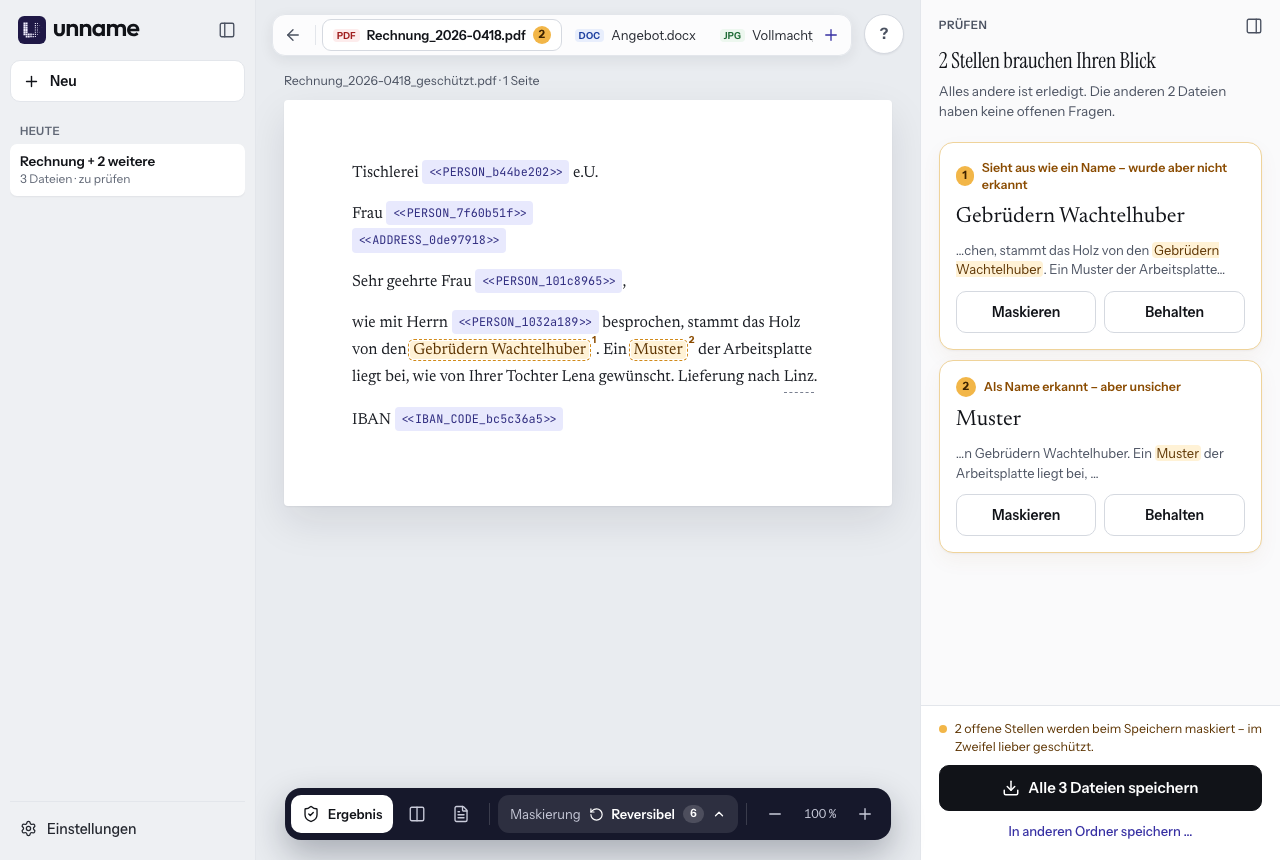 unname
Neu
HEUTE
Rechnung + 2 weitere
3 Dateien · zu prüfen
Einstellungen
PDF Rechnung_2026-0418.pdf 2 DOC Angebot.docx JPG Vollmacht + ?
Rechnung_2026-0418_geschützt.pdf · 1 Seite
Tischlerei <<PERSON_b44be202>> e.U.
Frau <<PERSON_7f60b51f>>
<<ADDRESS_0de97918>>
Sehr geehrte Frau <<PERSON_101c8965>>,
wie mit Herrn <<PERSON_1032a189>> besprochen, stammt das Holz
von den Gebrüdern Wachtelhuber 1. Ein Muster 2 der Arbeitsplatte
liegt bei, wie von Ihrer Tochter Lena gewünscht. Lieferung nach Linz.
IBAN <<IBAN_CODE_bc5c36a5>>
Ergebnis Maskierung Reversibel 6 100 %
PRÜFEN
2 Stellen brauchen Ihren Blick
Alles andere ist erledigt. Die anderen 2 Dateien
haben keine offenen Fragen.
1 Sieht aus wie ein Name – wurde aber nicht
erkannt
Gebrüdern Wachtelhuber
…chen, stammt das Holz von den Gebrüdern
Wachtelhuber. Ein Muster der Arbeitsplatte…
Maskieren Behalten
2 Als Name erkannt – aber unsicher
Muster
…n Gebrüdern Wachtelhuber. Ein Muster der
Arbeitsplatte liegt bei, …
Maskieren Behalten
2 offene Stellen werden beim Speichern maskiert – im
Zweifel lieber geschützt.
Alle 3 Dateien speichern
In anderen Ordner speichern …